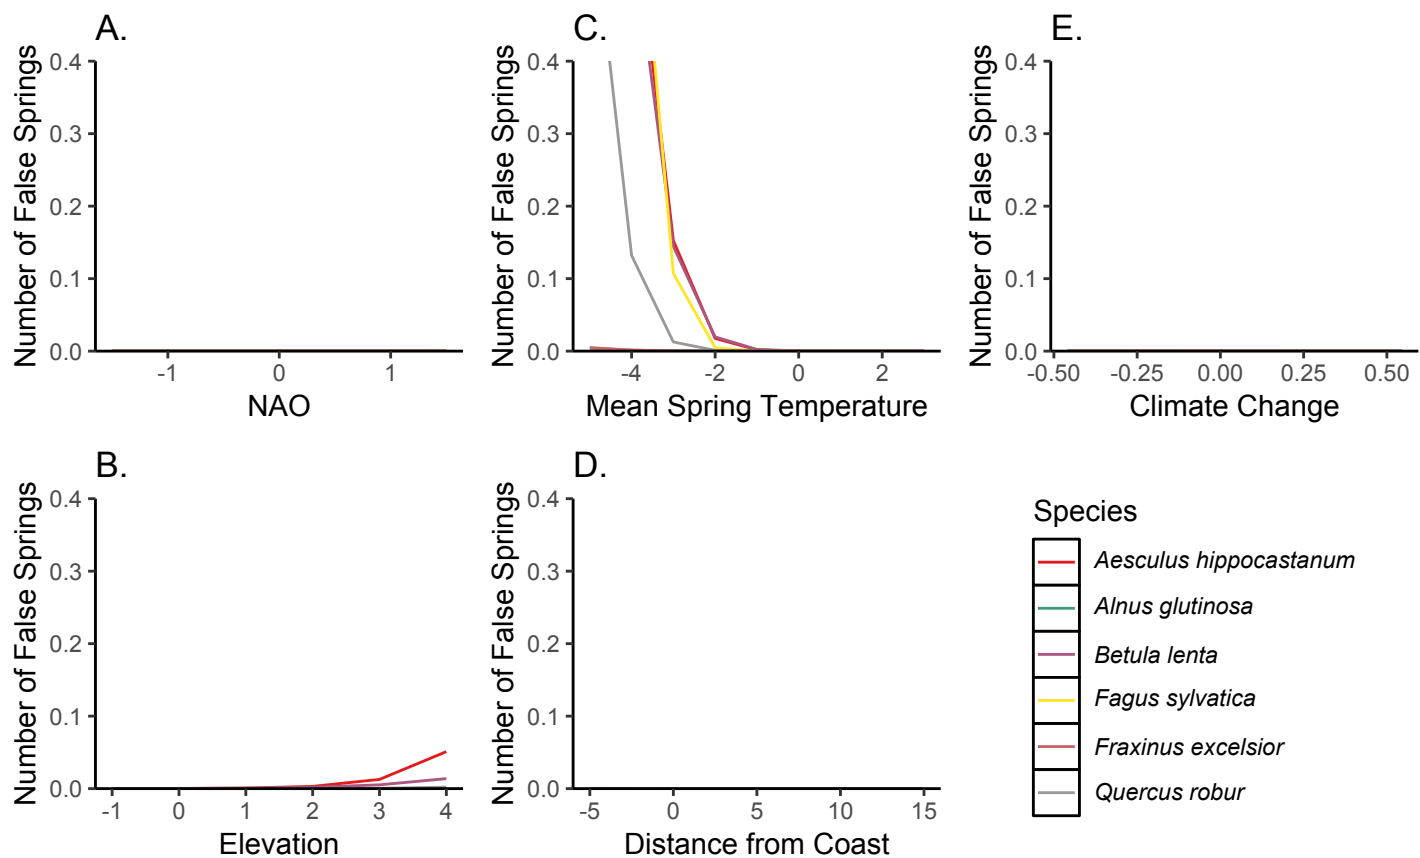 A.
Number of False Springs
0.4
0.3
0.2
0.1
0.0
-1 0 1
NAO
C.
Number of False Springs
0.4
0.3
0.2
0.1
0.0
-4 -2 0 2
Mean Spring Temperature
E.
Number of False Springs
0.4
0.3
0.2
0.1
0.0
-0.50 -0.25 0.00 0.25 0.50
Climate Change
B.
Number of False Springs
0.4
0.3
0.2
0.1
0.0
-1 0 1 2 3 4
Elevation
D.
Number of False Springs
0.4
0.3
0.2
0.1
0.0
-5 0 5 10 15
Distance from Coast
Species
Aesculus hippocastanum
Alnus glutinosa
Betula lenta
Fagus sylvatica
Fraxinus excelsior
Quercus robur